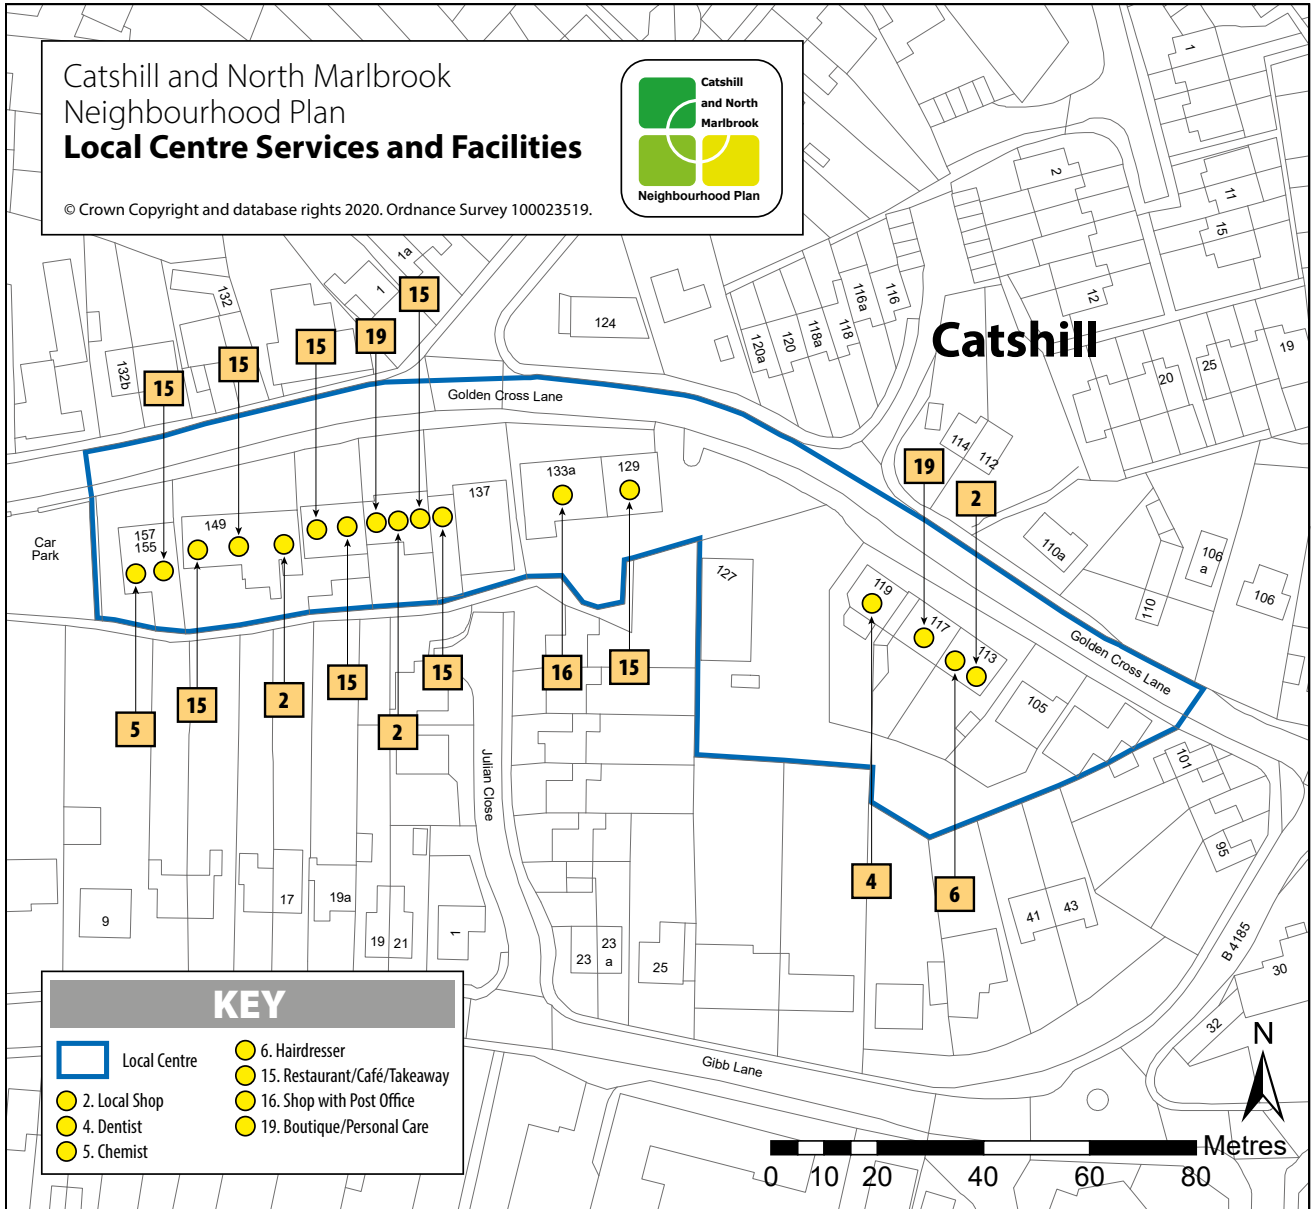 Catshill and North Marlbrook
Neighbourhood Plan
Local Centre Services and Facilities
© Crown Copyright and database rights 2020. Ordnance Survey 100023519.
Catshill
and North
Marlbrook
Neighbourhood Plan
1
2
11
15
12
19
25
20
1a
1
132
132b
124
120a
120
118a
118
116a
116
Catshill
15
19
15
15
15
Golden Cross Lane
114
112
19
2
110a
106
a
110
106
Car
Park
157
155
149
137
133a
129
127
119
117
113
105
Golden Cross Lane
101
95
5
15
2
15
2
15
16
15
4
6
Julian Close
9
17
19a
19
21
1
23
23
a
25
41
43
B 4185
30
32
Gibb Lane
KEY
Local Centre
2. Local Shop
4. Dentist
5. Chemist
6. Hairdresser
15. Restaurant/Café/Takeaway
16. Shop with Post Office
19. Boutique/Personal Care
N
Metres
0 10 20 40 60 80